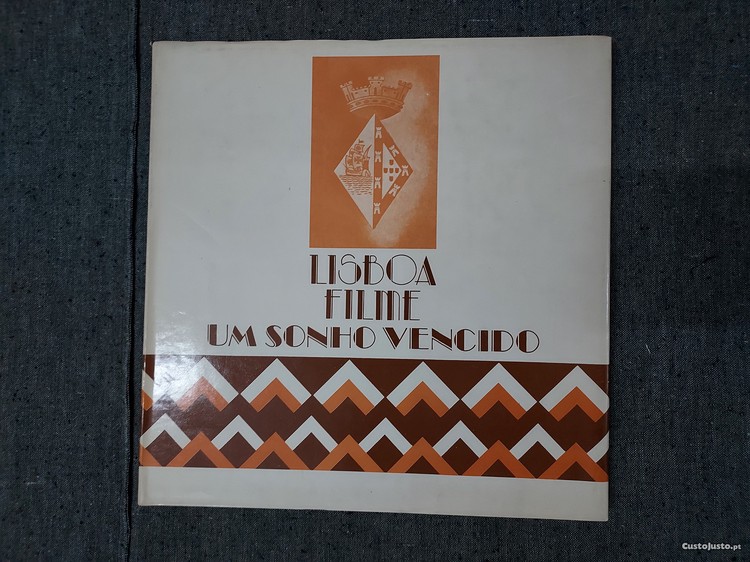 LISBOA
FILME
UM SONHO VENCIDO
CustoJusto.pt